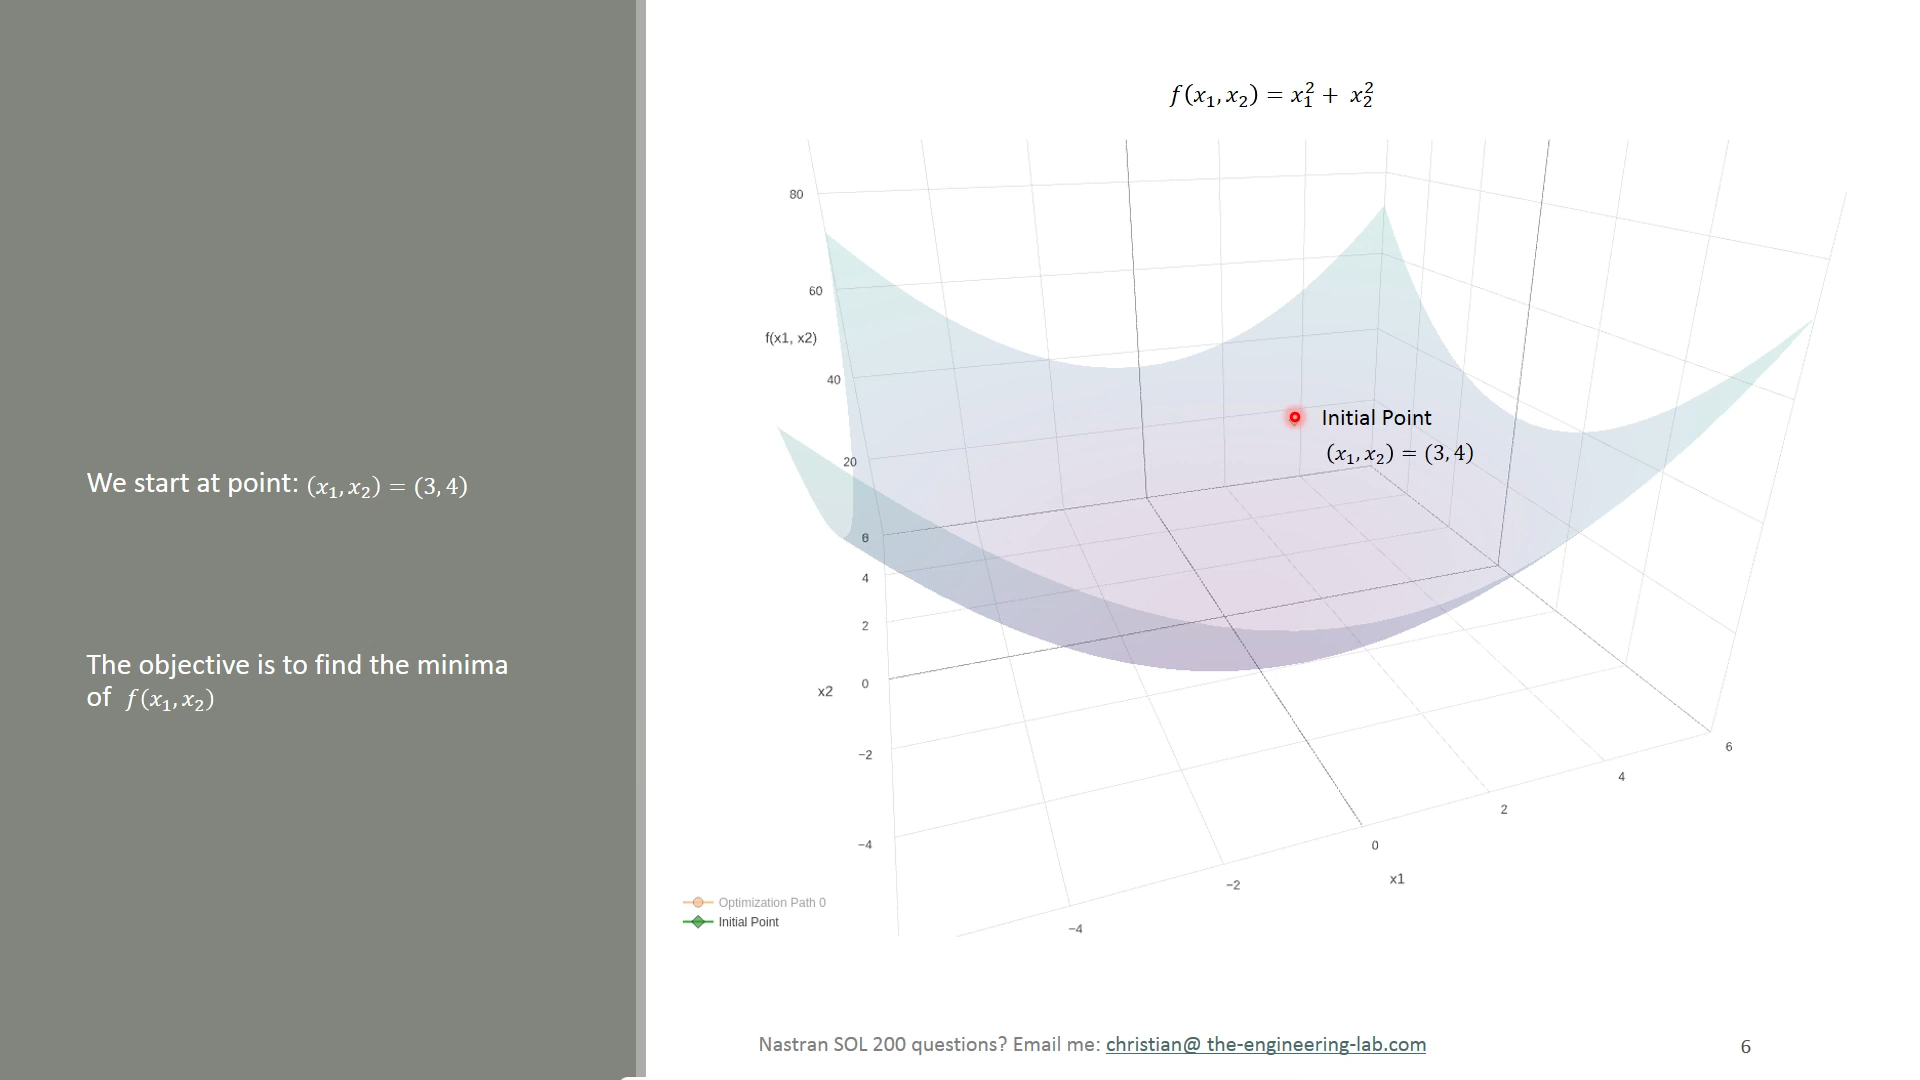 We start at point: (x₁, x₂) = (3, 4)
The objective is to find the minima
of f(x₁, x₂)
f(x₁, x₂) = x₁² + x₂²
80
60
f(x1, x2)
40
20
0
6
4
2
x2
0
−2
−4
Initial Point
(x₁, x₂) = (3, 4)
6
4
2
0
−2
−4
x1
Optimization Path 0
Initial Point
Nastran SOL 200 questions? Email me: christian@ the-engineering-lab.com
6